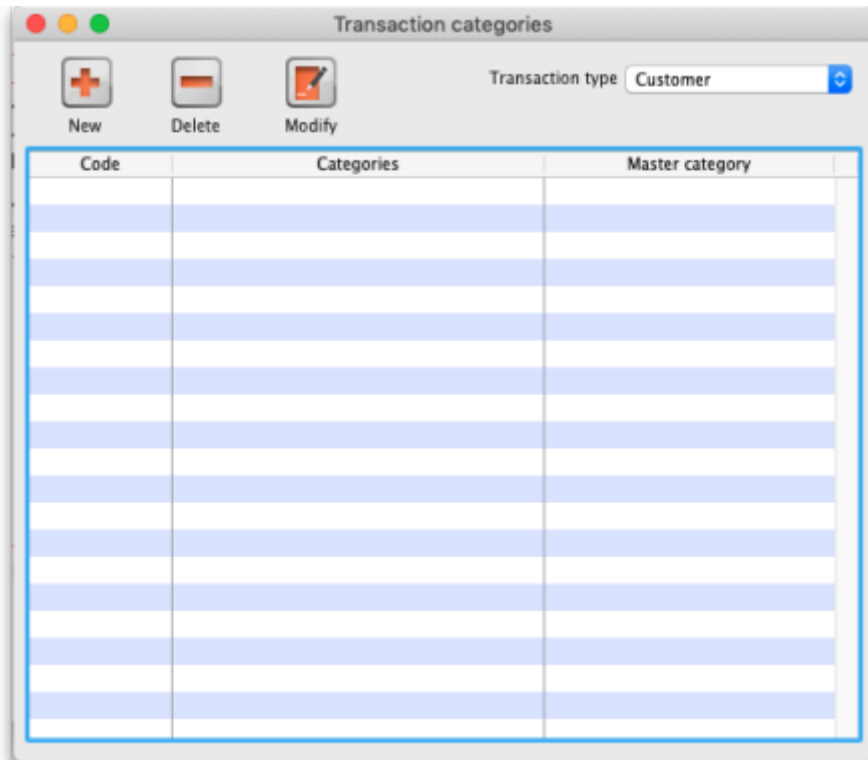 Transaction categories
Transaction type Customer
New Delete Modify
Code Categories Master category